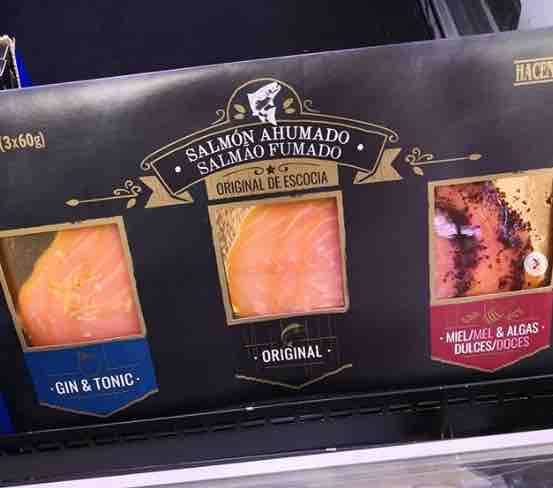 HACEN
(3x60g)
SALMÓN AHUMADO
SALMÃO FUMADO
ORIGINAL DE ESCOCIA
· GIN & TONIC ·
· ORIGINAL ·
· MIEL/MEL & ALGAS ·
DULCES/DOCES